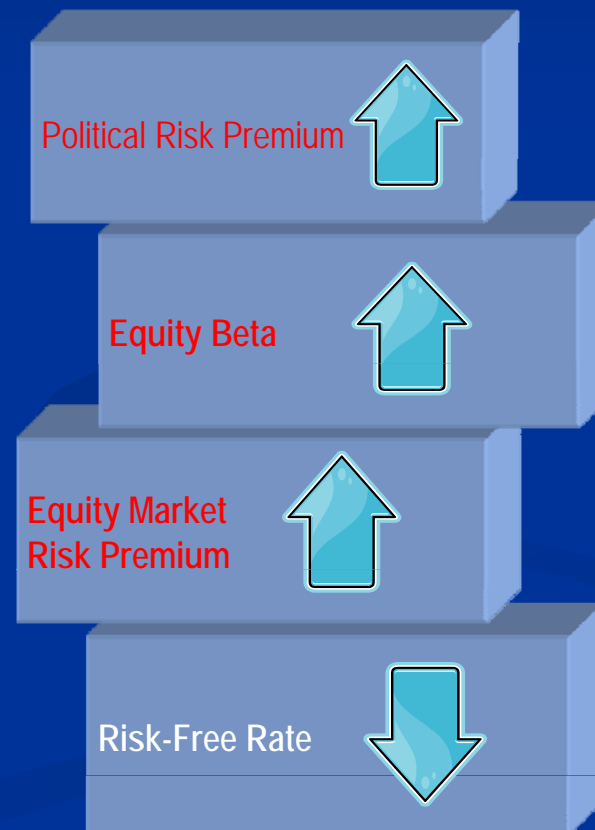 Political Risk Premium
Equity Beta
Equity Market
Risk Premium
Risk-Free Rate